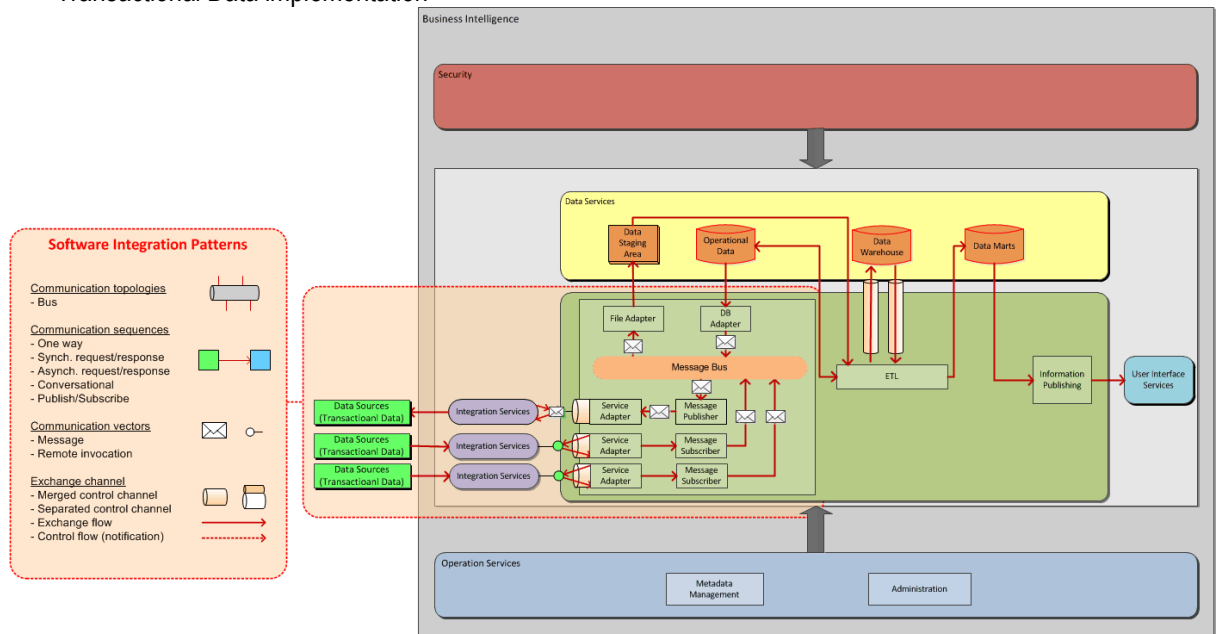 Transactional Data Implementation
Business Intelligence
Security
Data Services
Data
Staging
Area
Operational
Data
Data
Warehouse
Data Marts
Software Integration Patterns
Communication topologies
- Bus
Communication sequences
- One way
- Synch. request/response
- Asynch. request/response
- Conversational
- Publish/Subscribe
Communication vectors
- Message
- Remote invocation
Exchange channel
- Merged control channel
- Separated control channel
- Exchange flow
- Control flow (notification)
File Adapter
DB
Adapter
Message Bus
ETL
Information
Publishing
User Interface
Services
Data Sources
(Transactioanl Data)
Integration Services
Service
Adapter
Message
Publisher
Data Sources
(Transactioanl Data)
Integration Services
Service
Adapter
Message
Subscriber
Data Sources
(Transactioanl Data)
Integration Services
Service
Adapter
Message
Subscriber
Operation Services
Metadata
Management
Administration